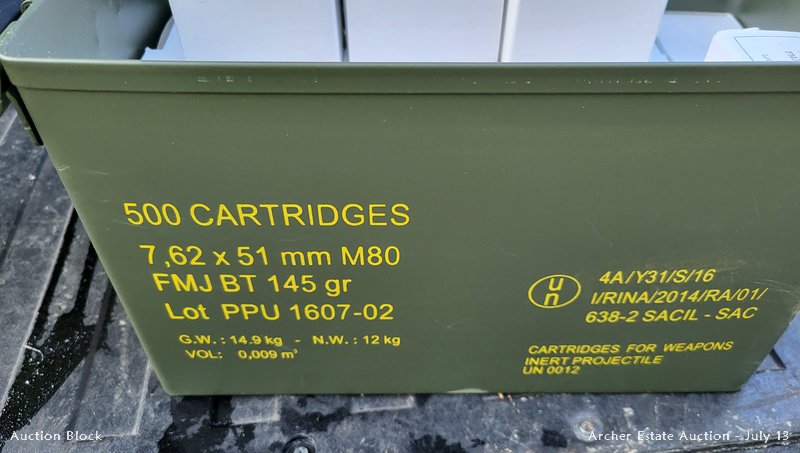 500 CARTRIDGES
7,62 x 51 mm M80
FMJ BT 145 gr
Lot PPU 1607-02
G.W. : 14.9 kg - N.W. : 12 kg
VOL: 0,009 m³
un
4A/Y31/S/16
I/RINA/2014/RA/01/
638-2 SACIL - SAC
CARTRIDGES FOR WEAPONS
INERT PROJECTILE
UN 0012
Auction Block
Archer Estate Auction - July 13